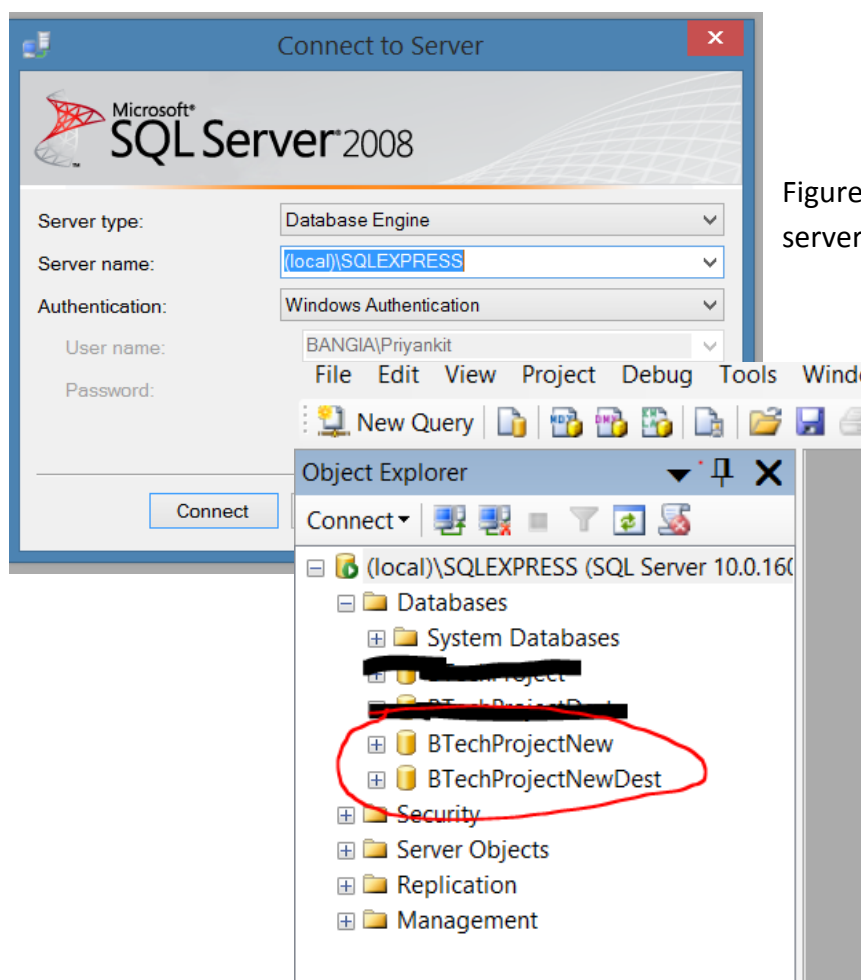 Connect to Server
Microsoft®
SQL Server® 2008
Figure
server
Server type:
Database Engine
Server name:
(local)\SQLEXPRESS
Authentication:
Windows Authentication
User name:
BANGIA\Priyankit
Password:
Connect
File Edit View Project Debug Tools
New Query
Object Explorer
Connect
(local)\SQLEXPRESS (SQL Server 10.0.160
Databases
System Databases
BTechProjectNew
BTechProjectNewDest
Security
Server Objects
Replication
Management